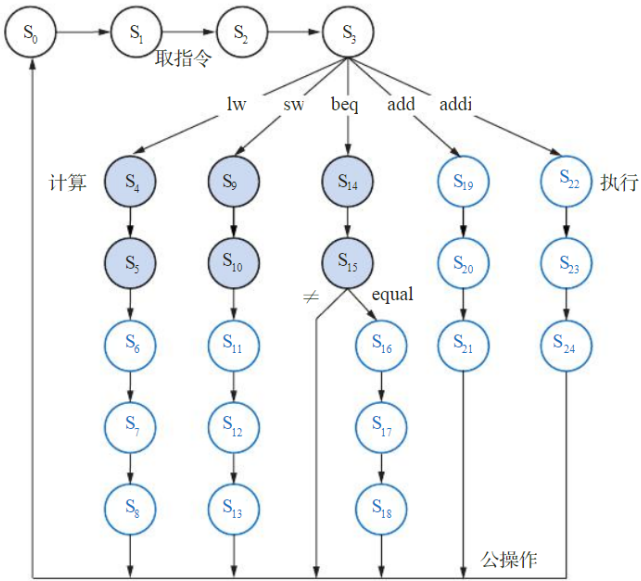 S0 S1 S2 S3
取指令
lw sw beq add addi
计算 S4 S9 S14 S19 S22 执行
S5 S10 S15 S20 S23
≠ equal
S6 S11 S16 S21 S24
S7 S12 S17
S8 S13 S18
公操作